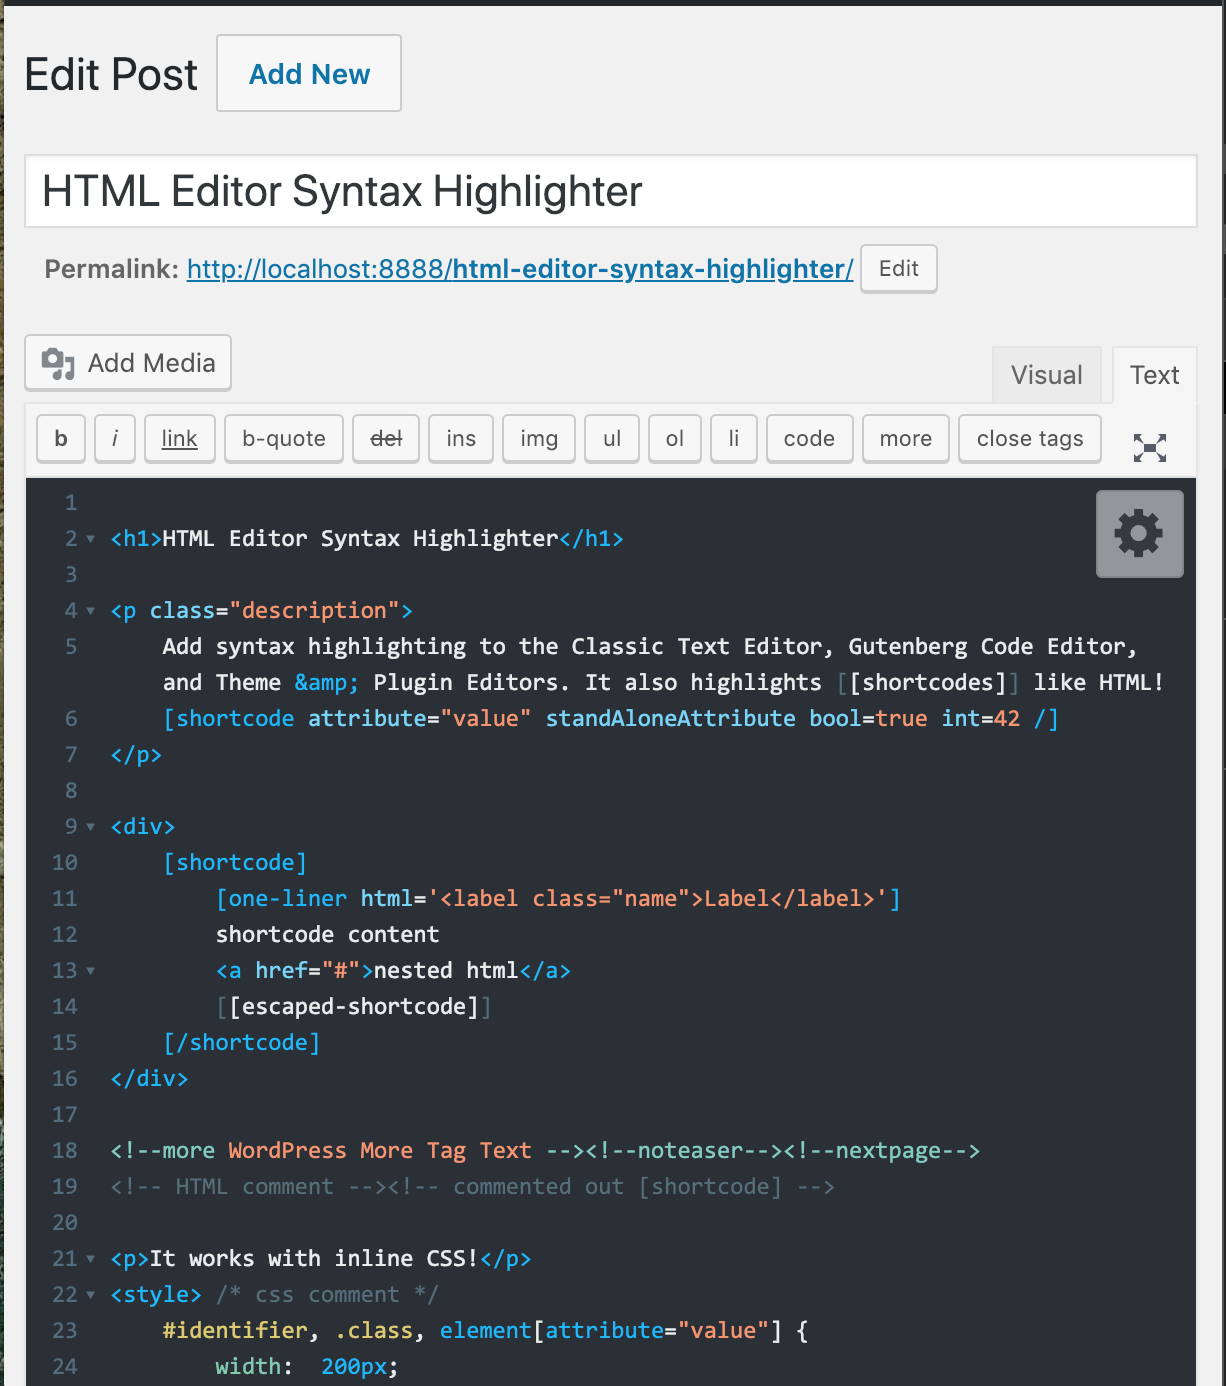 Edit Post Add New
HTML Editor Syntax Highlighter
Permalink: http://localhost:8888/html-editor-syntax-highlighter/ Edit
Add Media
Visual Text
b i link b-quote del ins img ul ol li code more close tags
1
2 <h1>HTML Editor Syntax Highlighter</h1>
3
4 <p class="description">
5     Add syntax highlighting to the Classic Text Editor, Gutenberg Code Editor,
    and Theme &amp; Plugin Editors. It also highlights [[shortcodes]] like HTML!
6     [shortcode attribute="value" standAloneAttribute bool=true int=42 /]
7 </p>
8
9 <div>
10     [shortcode]
11         [one-liner html='<label class="name">Label</label>']
12         shortcode content
13         <a href="#">nested html</a>
14         [[escaped-shortcode]]
15     [/shortcode]
16 </div>
17
18 <!--more WordPress More Tag Text --><!--noteaser--><!--nextpage-->
19 <!-- HTML comment --><!-- commented out [shortcode] -->
20
21 <p>It works with inline CSS!</p>
22 <style> /* css comment */
23     #identifier, .class, element[attribute="value"] {
24         width:  200px;